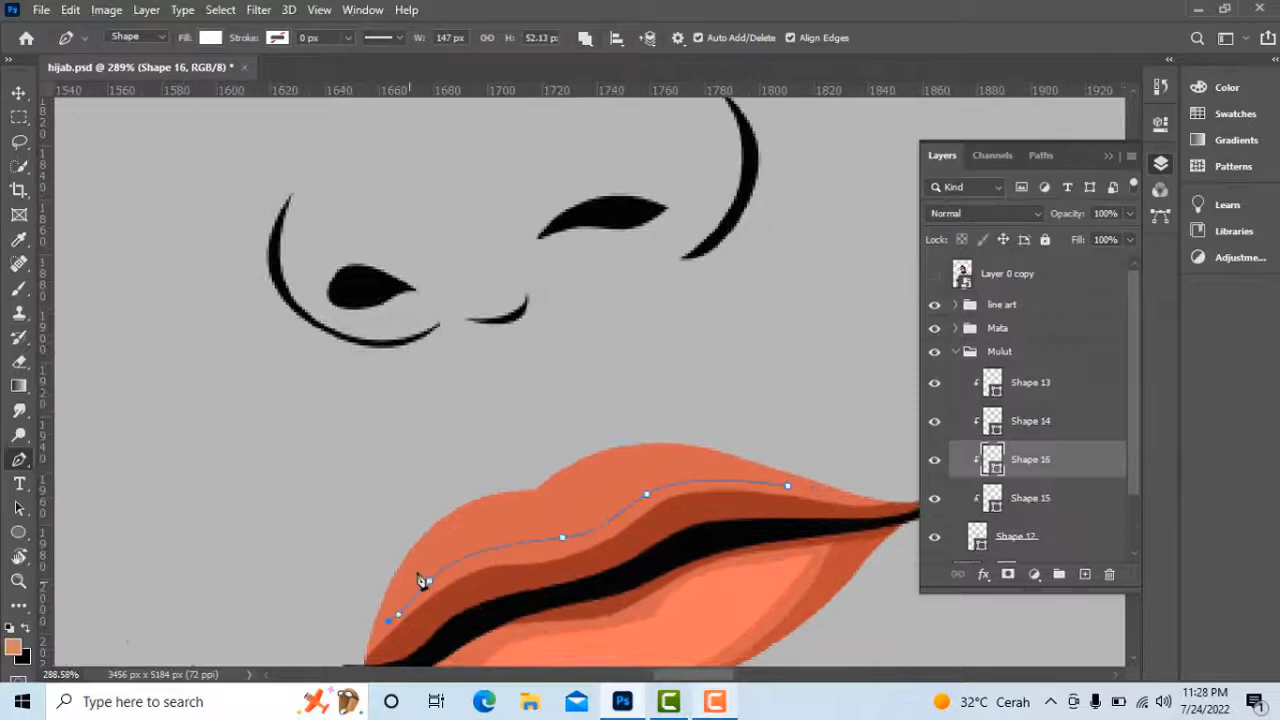 Ps File Edit Image Layer Type Select Filter 3D View Window Help
Shape Fill: Stroke: 0 px W: 147 px H: 52.13 px Auto Add/Delete Align Edges
hijab.psd @ 289% (Shape 16, RGB/8) *
1540 1560 1580 1600 1620 1640 1660 1680 1700 1720 1740 1760 1780 1800 1820 1840 1860 1880 1900 1920
Color
Swatches
Gradients
Patterns
Learn
Libraries
Adjustme...
Layers Channels Paths
Kind
Normal Opacity: 100%
Lock: Fill: 100%
Layer 0 copy
line art
Mata
Mulut
Shape 13
Shape 14
Shape 16
Shape 15
Shape 12
288.58% 3456 px x 5184 px (72 ppi)
Type here to search
Ps
32°C Cerah
11:28 PM
7/24/2022